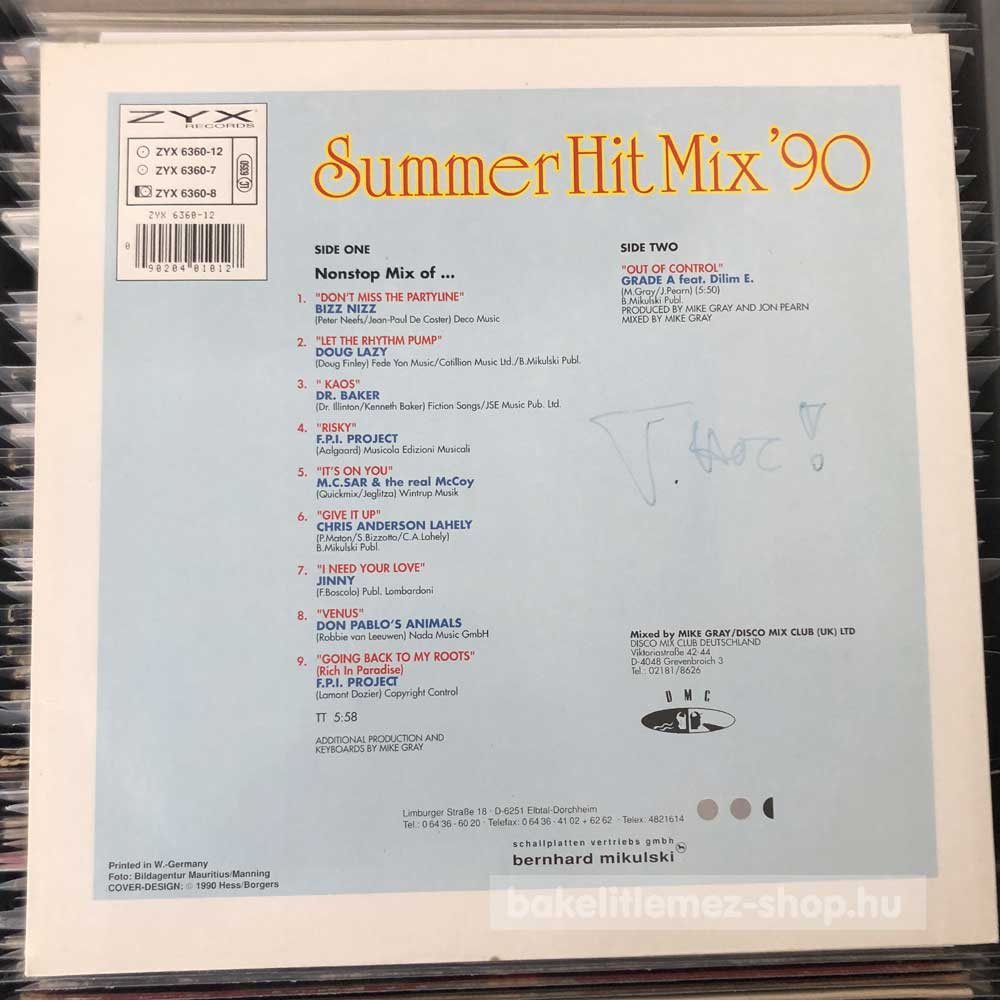 ZYX
RECORDS
ZYX 6360-12
ZYX 6360-7
ZYX 6360-8
LC 6350
ZYX 6360-12
0 90204 01012
Summer Hit Mix '90
SIDE ONE
Nonstop Mix of ...
1. "DON'T MISS THE PARTYLINE"
BIZZ NIZZ
(Peter Neefs/Jean-Paul De Coster) Deco Music
2. "LET THE RHYTHM PUMP"
DOUG LAZY
(Doug Finley) Fede Yon Music/Cotillion Music Ltd./B.Mikulski Publ.
3. " KAOS"
DR. BAKER
(Dr. Illinton/Kenneth Baker) Fiction Songs/JSE Music Pub. Ltd.
4. "RISKY"
F.P.I. PROJECT
(Aalgaard) Musicola Edizioni Musicali
5. "IT'S ON YOU"
M.C.SAR & the real McCoy
(Quickmix/Jeglitza) Wintrup Musik
6. "GIVE IT UP"
CHRIS ANDERSON LAHELY
(P.Maton/S.Bizzotto/C.A.Lahely)
B.Mikulski Publ.
7. "I NEED YOUR LOVE"
JINNY
(F.Boscolo) Publ. Lombardoni
8. "VENUS"
DON PABLO'S ANIMALS
(Robbie van Leeuwen) Nada Music GmbH
9. "GOING BACK TO MY ROOTS"
(Rich In Paradise)
F.P.I. PROJECT
(Lamont Dozier) Copyright Control
TT 5:58
ADDITIONAL PRODUCTION AND
KEYBOARDS BY MIKE GRAY
SIDE TWO
"OUT OF CONTROL"
GRADE A feat. Dilim E.
(M.Gray/J.Pearn) (5:50)
B.Mikulski Publ.
PRODUCED BY MIKE GRAY AND JON PEARN
MIXED BY MIKE GRAY
Mixed by MIKE GRAY/DISCO MIX CLUB (UK) LTD
DISCO MIX CLUB DEUTSCHLAND
Viktoriastraße 42-44
D-4048 Grevenbroich 3
Tel.: 02181/8626
DMC
Limburger Straße 18 · D-6251 Elbtal-Dorchheim
Tel.: 0 64 36 - 60 20 · Telefax: 0 64 36 - 41 02 + 62 62 · Telex: 4821614
schallplatten vertriebs gmbh
bernhard mikulski
Printed in W.-Germany
Foto: Bildagentur Mauritius/Manning
COVER-DESIGN: © 1990 Hess/Borgers
bakelitlemez-shop.hu